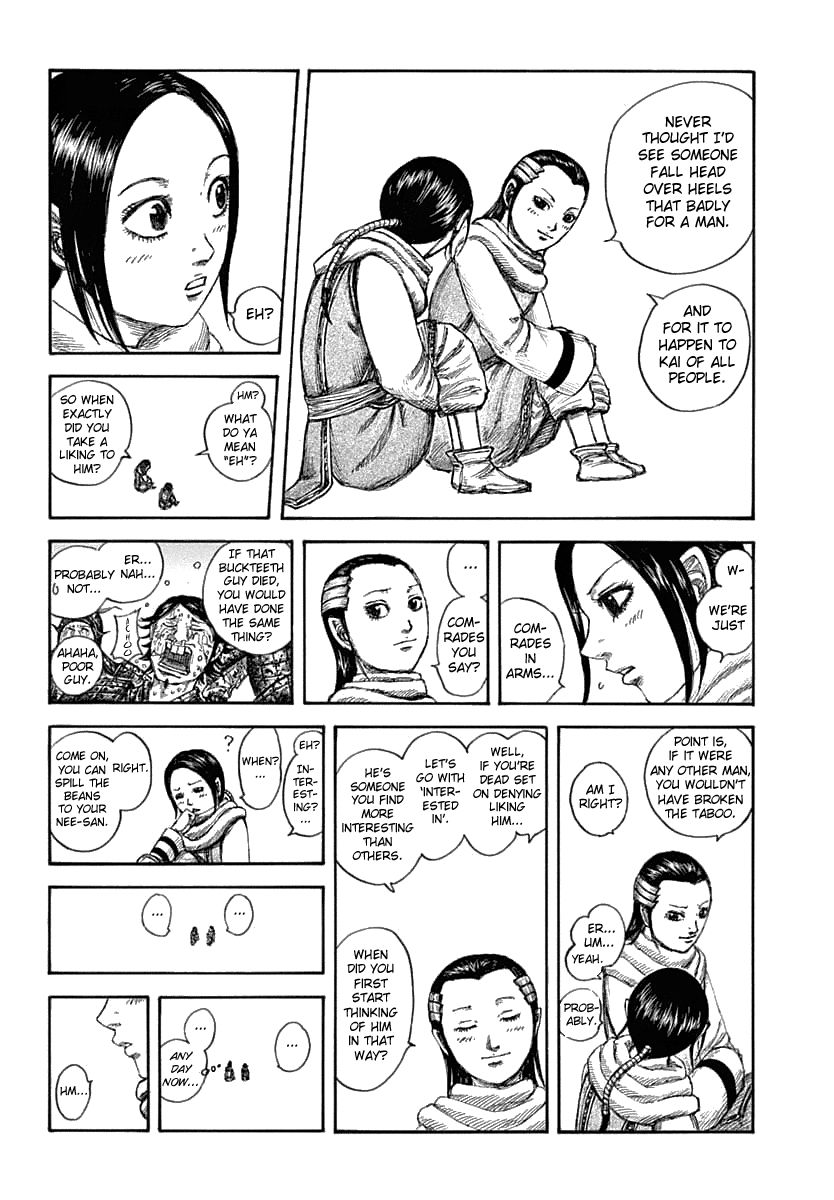 NEVER
THOUGHT I'D
SEE SOMEONE
FALL HEAD
OVER HEELS
THAT BADLY
FOR A MAN.
AND
FOR IT TO
HAPPEN TO
KAI OF ALL
PEOPLE.
EH?
HM?
WHAT
DO YA
MEAN
"EH"?
SO WHEN
EXACTLY
DID YOU
TAKE A
LIKING TO
HIM?
W-
WE'RE
JUST
COM-
RADES
IN
ARMS...
...
COM-
RADES
YOU
SAY?
IF THAT
BUCKTEETH
GUY DIED,
YOU WOULD
HAVE DONE
THE SAME
THING?
ER...
NAH...
PROBABLY
NOT...
ACHOO
AHAHA,
POOR
GUY.
POINT IS,
IF IT WERE
ANY OTHER MAN,
YOU WOULDN'T
HAVE BROKEN
THE TABOO.
AM I
RIGHT?
ER...
UM...
YEAH.
PROB-
ABLY.
WELL,
IF YOU'RE
DEAD SET
ON DENYING
LIKING
HIM...
LET'S
GO WITH
'INTER-
ESTED
IN'.
HE'S
SOMEONE
YOU FIND
MORE
INTERESTING
THAN
OTHERS.
WHEN
DID YOU
FIRST
START
THINKING
OF HIM
IN THAT
WAY?
EH?
IN-
TER-
EST-
ING?
...
WHEN?
...
?
RIGHT.
COME ON,
YOU CAN
SPILL THE
BEANS
TO YOUR
NEE-SAN.
...
...
...
...
ANY
DAY
NOW...
HM...